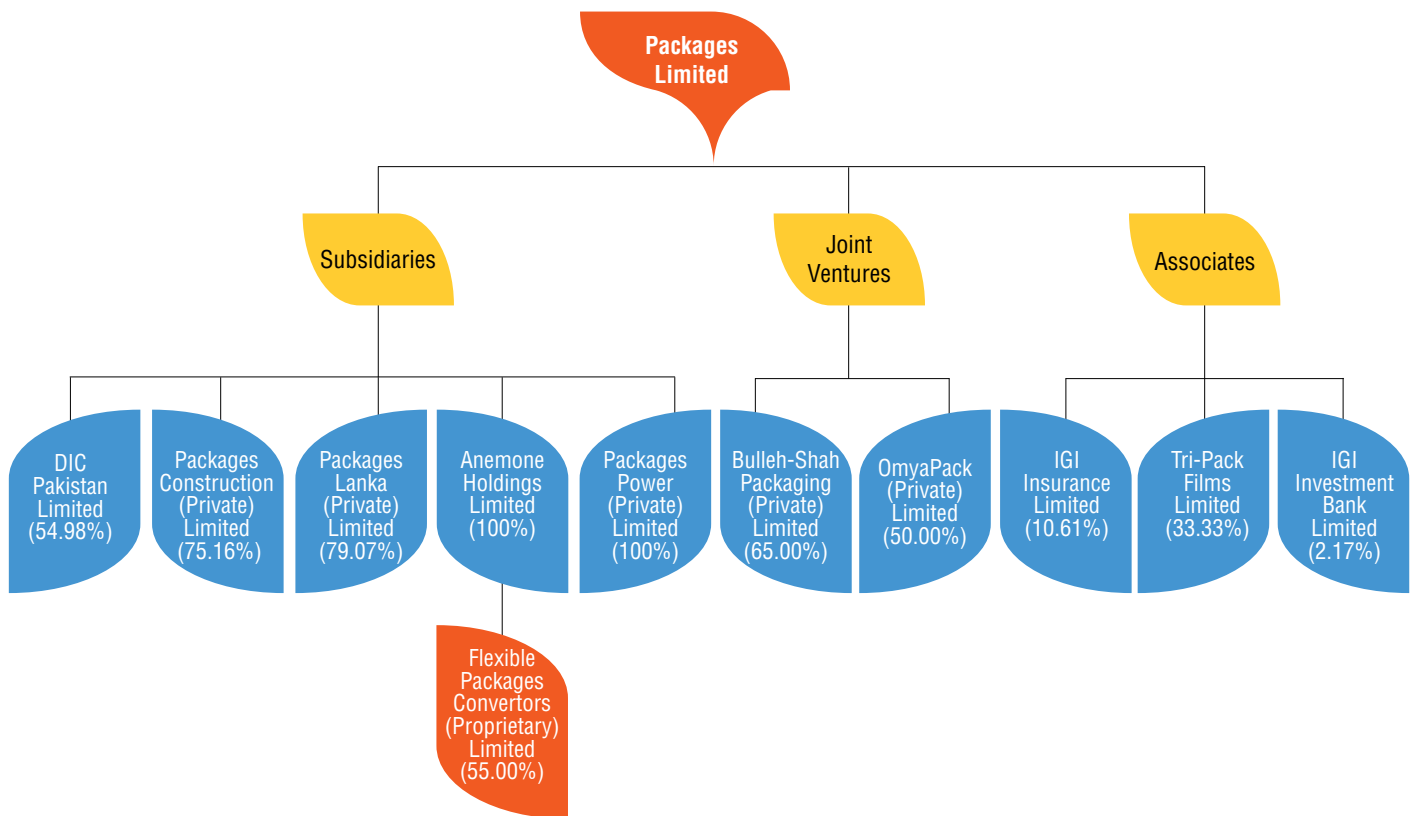 Packages
Limited
Subsidiaries
Joint
Ventures
Associates
DIC
Pakistan
Limited
(54.98%)
Packages
Construction
(Private)
Limited
(75.16%)
Packages
Lanka
(Private)
Limited
(79.07%)
Anemone
Holdings
Limited
(100%)
Packages
Power
(Private)
Limited
(100%)
Bulleh-Shah
Packaging
(Private)
Limited
(65.00%)
OmyaPack
(Private)
Limited
(50.00%)
IGI
Insurance
Limited
(10.61%)
Tri-Pack
Films
Limited
(33.33%)
IGI
Investment
Bank
Limited
(2.17%)
Flexible
Packages
Convertors
(Proprietary)
Limited
(55.00%)